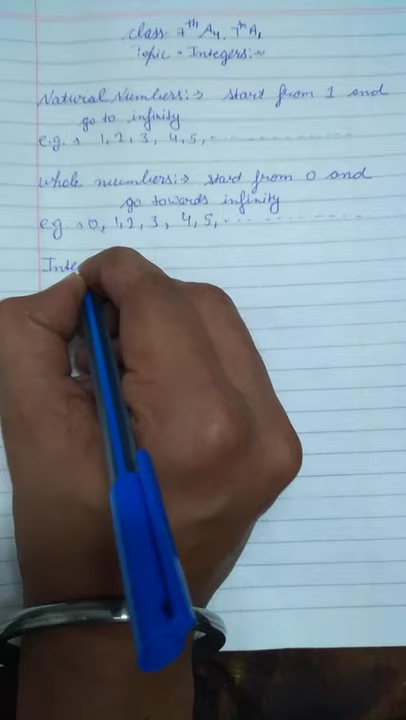 class 7th A4, 7th A1
Topic - Integers:-
Natural Numbers:→ start from 1 and
go to infinity
e.g. → 1, 2, 3, 4, 5, - - - - - - - - - -
Whole numbers:→ start from 0 and
go towards infinity
e.g. → 0, 1, 2, 3, 4, 5, - - - - - - - - - -
Inte